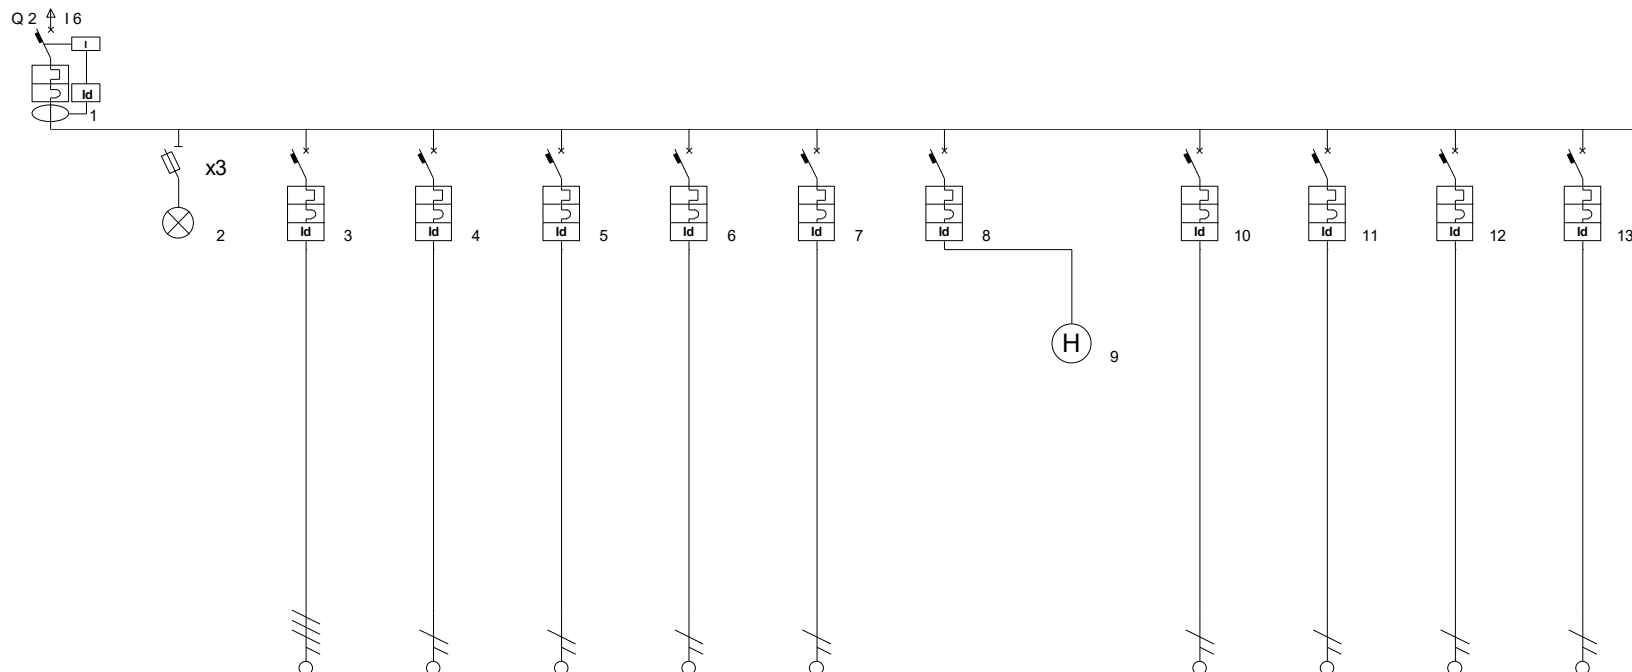 Q 2 I 6
I
Id
1
x3
2
Id 3
Id 4
Id 5
Id 6
Id 7
Id 8
H 9
Id 10
Id 11
Id 12
Id 13